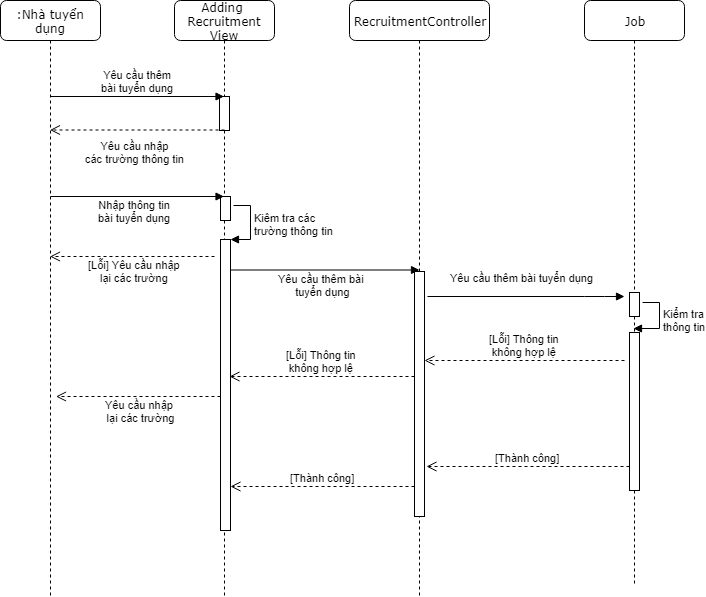 :Nhà tuyển
dụng
Adding
Recruitment
View
RecruitmentController
Job
Yêu cầu thêm
bài tuyển dụng
Yêu cầu nhập
các trường thông tin
Nhập thông tin
bài tuyển dụng
Kiêm tra các
trường thông tin
[Lỗi] Yêu cầu nhập
lại các trường
Yêu cầu thêm bài
tuyển dụng
Yêu cầu thêm bài tuyển dụng
Kiểm tra
thông tin
[Lỗi] Thông tin
không hợp lệ
[Lỗi] Thông tin
không hợp lê
Yêu cầu nhập
lại các trường
[Thành công]
[Thành công]